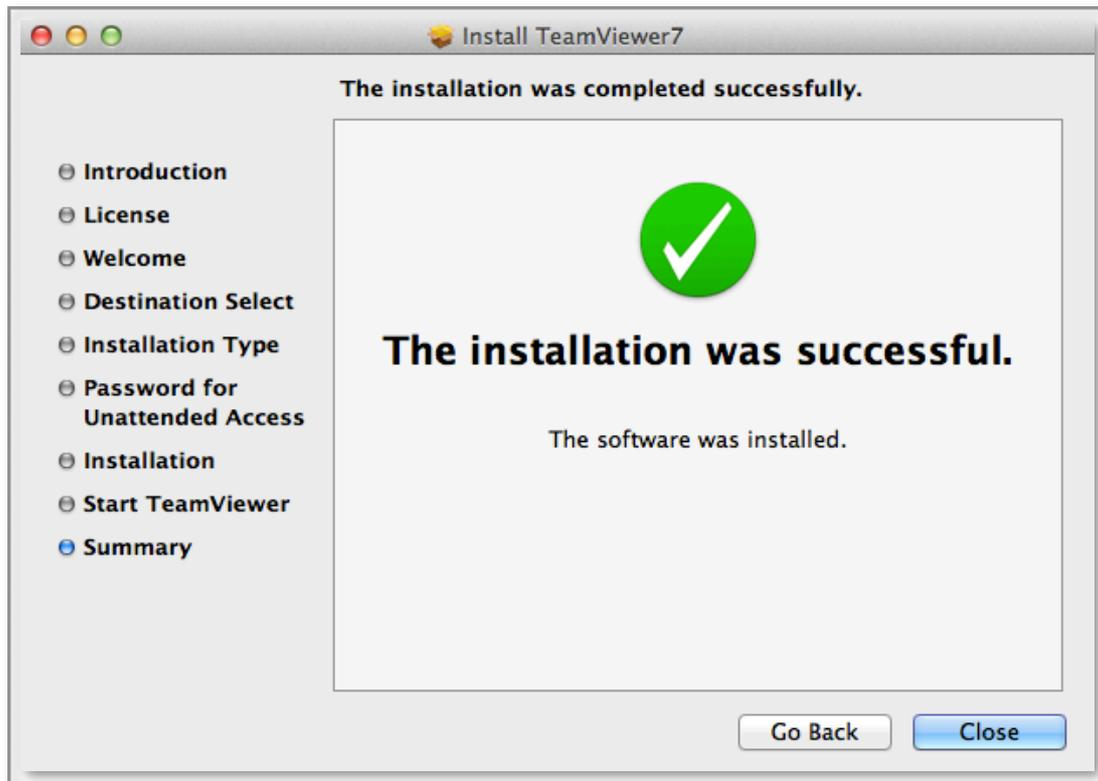 Install TeamViewer7
The installation was completed successfully.
Introduction
License
Welcome
Destination Select
Installation Type
Password for
Unattended Access
Installation
Start TeamViewer
Summary
The installation was successful.
The software was installed.
Go Back
Close